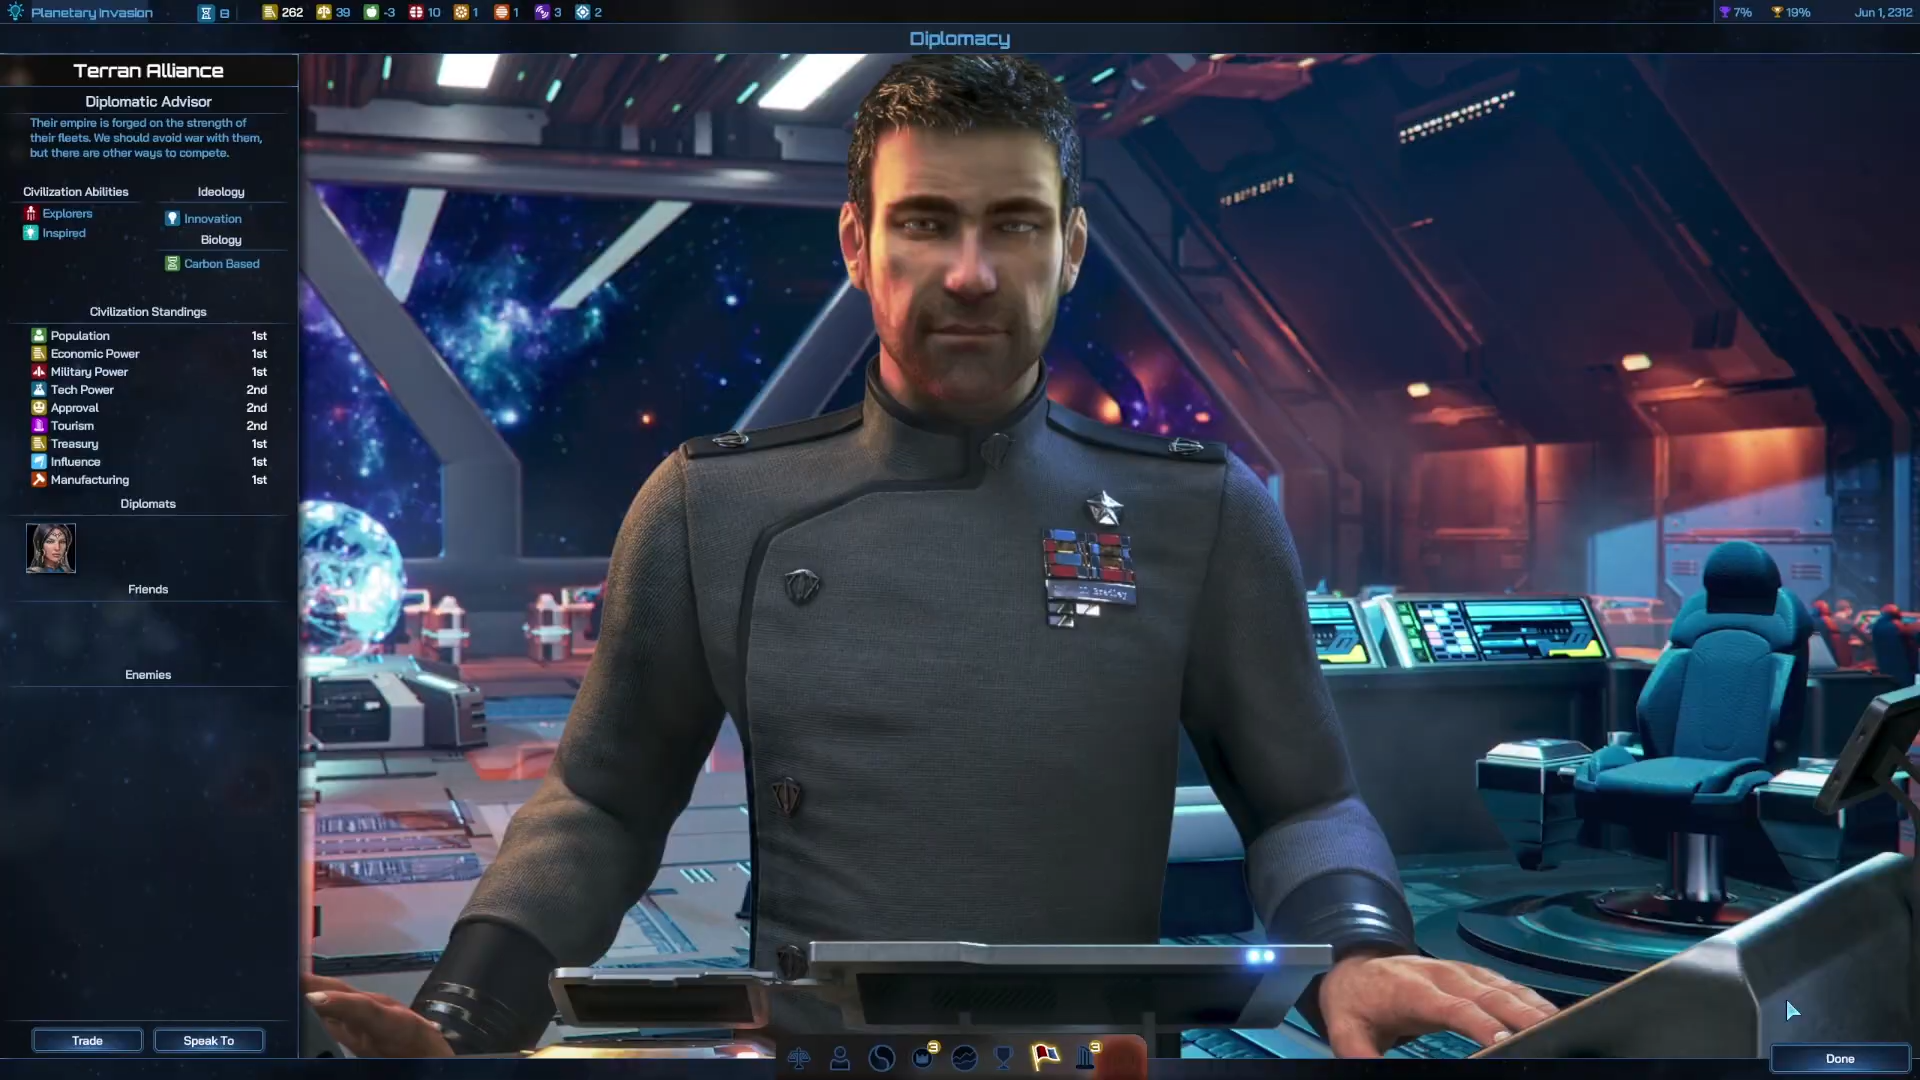 Planetary Invasion
8
262
39
-3
10
1
1
3
2
7%
19%
Jun 1, 2312
Diplomacy
Terran Alliance
Diplomatic Advisor
Their empire is forged on the strength of
their fleets. We should avoid war with them,
but there are other ways to compete.
Civilization Abilities
Ideology
Explorers
Innovation
Inspired
Biology
Carbon Based
Civilization Standings
Population 1st
Economic Power 1st
Military Power 1st
Tech Power 2nd
Approval 2nd
Tourism 2nd
Treasury 1st
Influence 1st
Manufacturing 1st
Diplomats
Friends
Enemies
Bradley
Trade
Speak To
3
3
Done